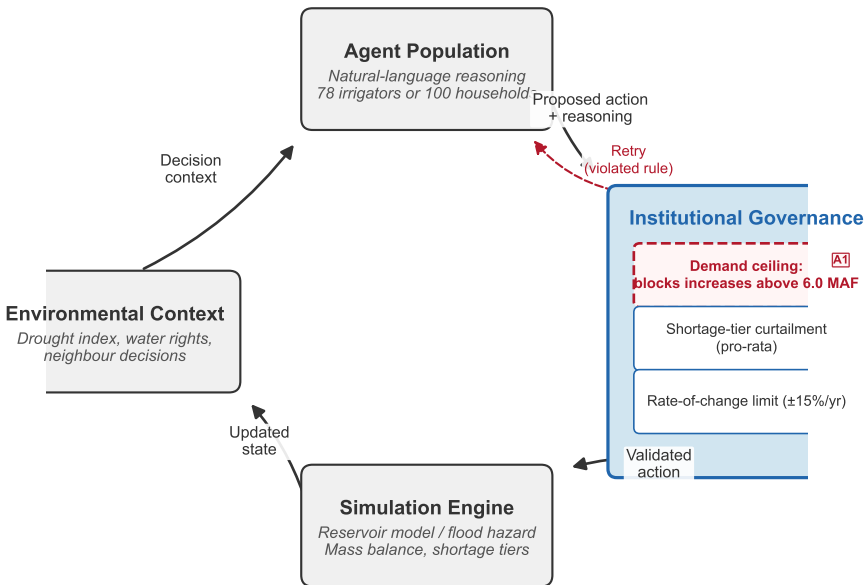 Agent Population
Natural-language reasoning
78 irrigators or 100 households
Proposed action
+ reasoning
Retry
(violated rule)
Decision
context
Institutional Governance
A1
Demand ceiling:
blocks increases above 6.0 MAF
Shortage-tier curtailment
(pro-rata)
Rate-of-change limit (±15%/yr)
Environmental Context
Drought index, water rights,
neighbour decisions
Updated
state
Validated
action
Simulation Engine
Reservoir model / flood hazard
Mass balance, shortage tiers